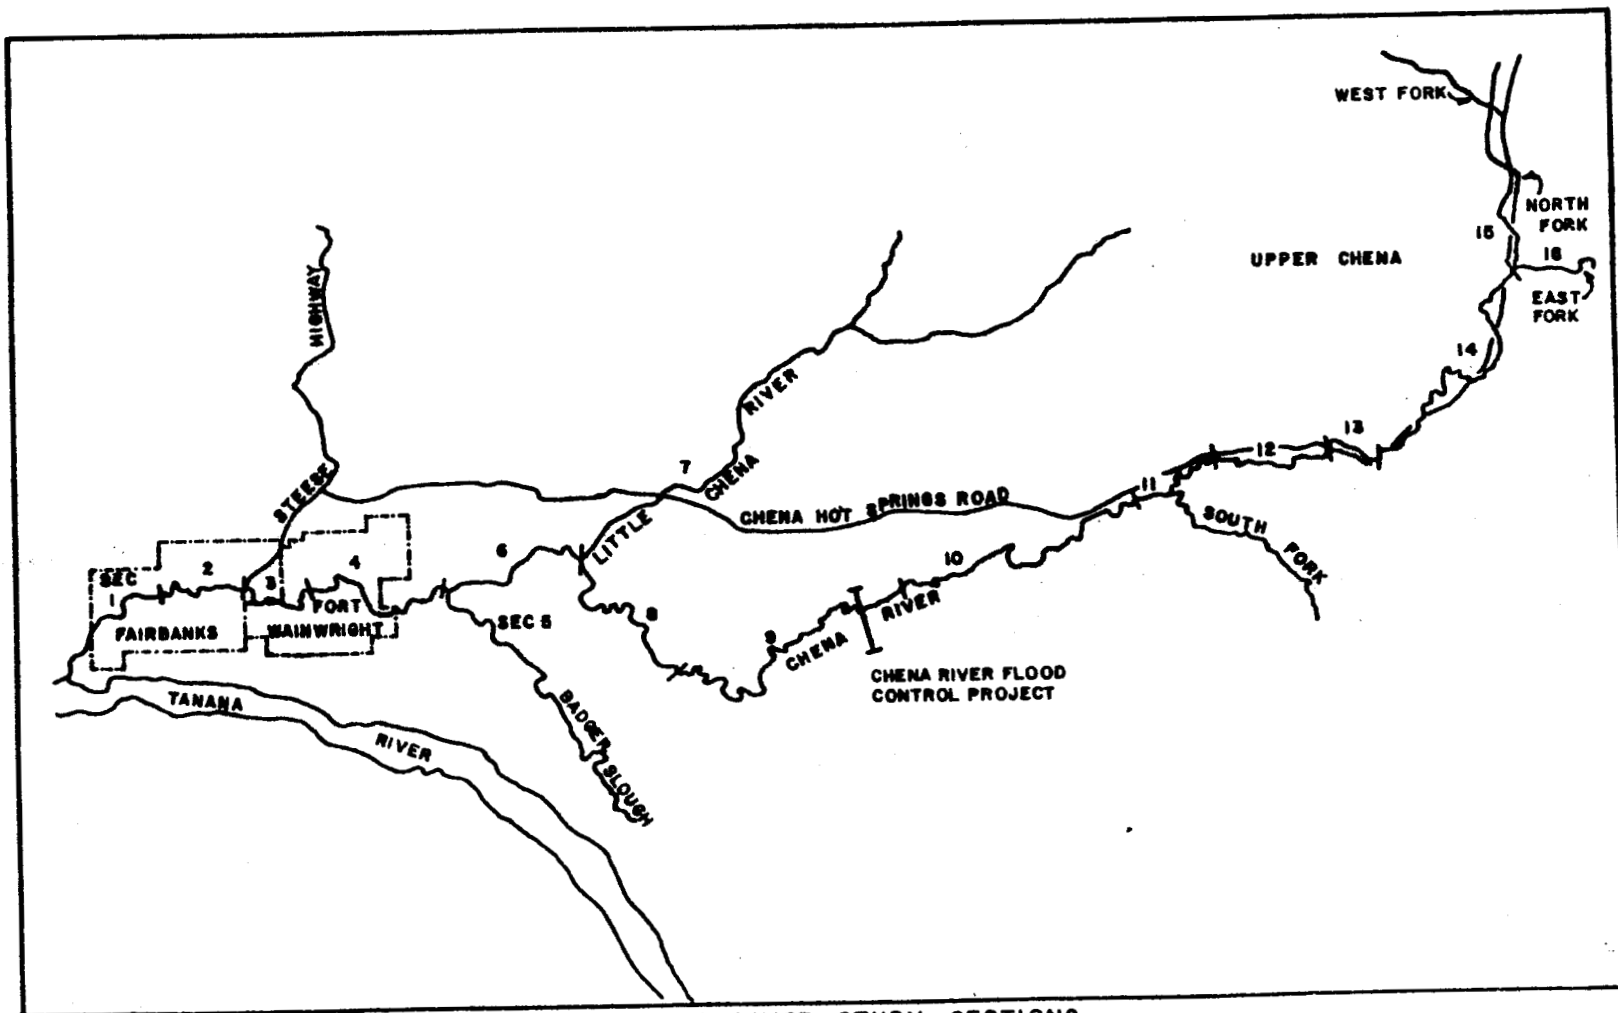 WEST FORK
NORTH
FORK
15
16
UPPER CHENA
EAST
FORK
HIGHWAY
14
RIVER
13
12
7
CHENA
STEESE
11
CHENA HOT SPRINGS ROAD
SOUTH FORK
LITTLE
6
10
4
2
SEC
1
3
FORT
WAINWRIGHT
FAIRBANKS
SEC 5
8
9
CHENA RIVER
CHENA RIVER FLOOD
CONTROL PROJECT
BADGER SLOUGH
TANANA RIVER
STUDY SECTIONS